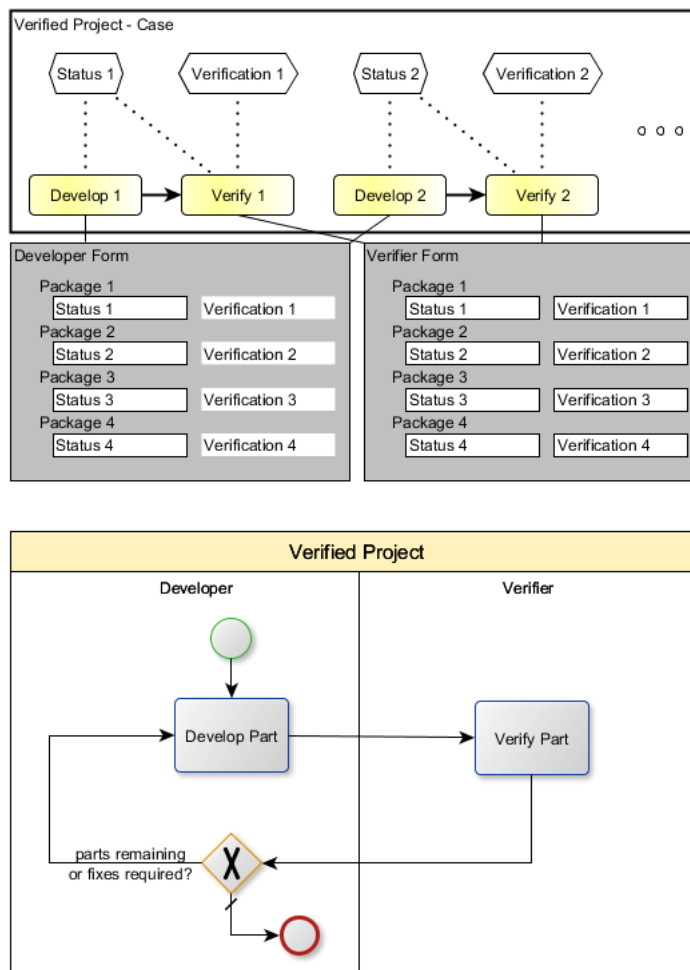 Verified Project - Case
Status 1
Verification 1
Status 2
Verification 2
Develop 1
Verify 1
Develop 2
Verify 2
Developer Form
Package 1
Status 1
Verification 1
Package 2
Status 2
Verification 2
Package 3
Status 3
Verification 3
Package 4
Status 4
Verification 4
Verifier Form
Package 1
Status 1
Verification 1
Package 2
Status 2
Verification 2
Package 3
Status 3
Verification 3
Package 4
Status 4
Verification 4
Verified Project
Developer
Verifier
Develop Part
Verify Part
parts remaining
or fixes required?